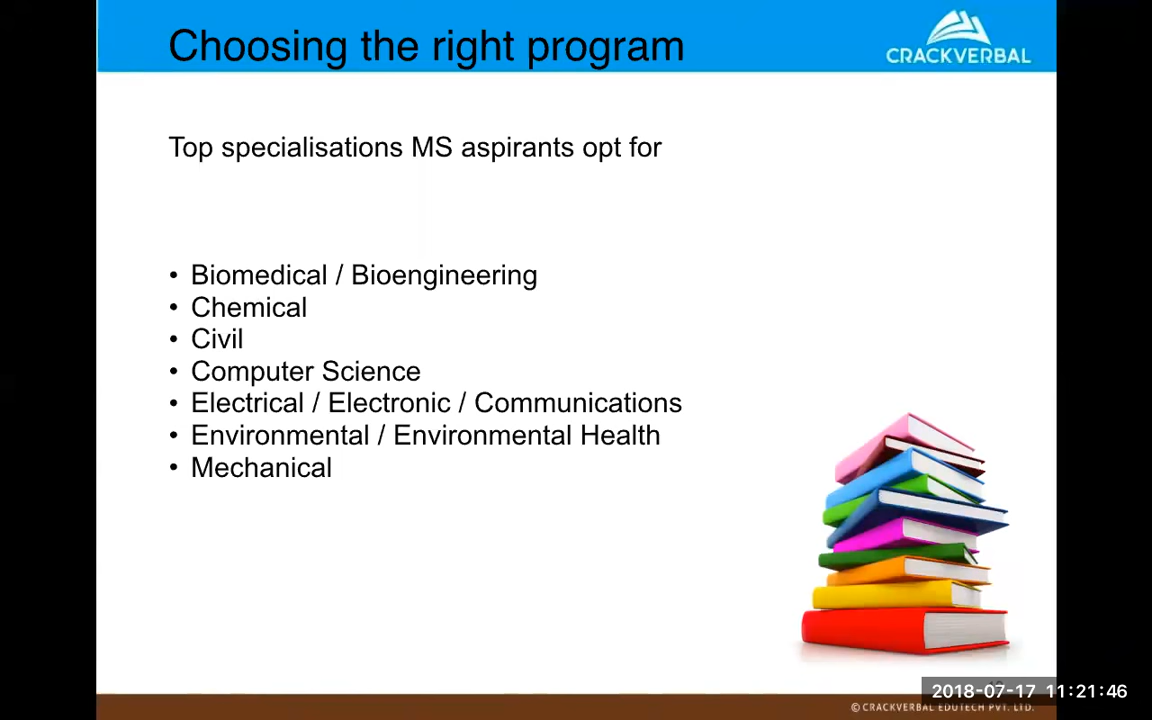 Choosing the right program
CRACKVERBAL
Top specialisations MS aspirants opt for
• Biomedical / Bioengineering
• Chemical
• Civil
• Computer Science
• Electrical / Electronic / Communications
• Environmental / Environmental Health
• Mechanical
2018-07-17 11:21:46
© CRACKVERBAL EDUTECH PVT. LTD.